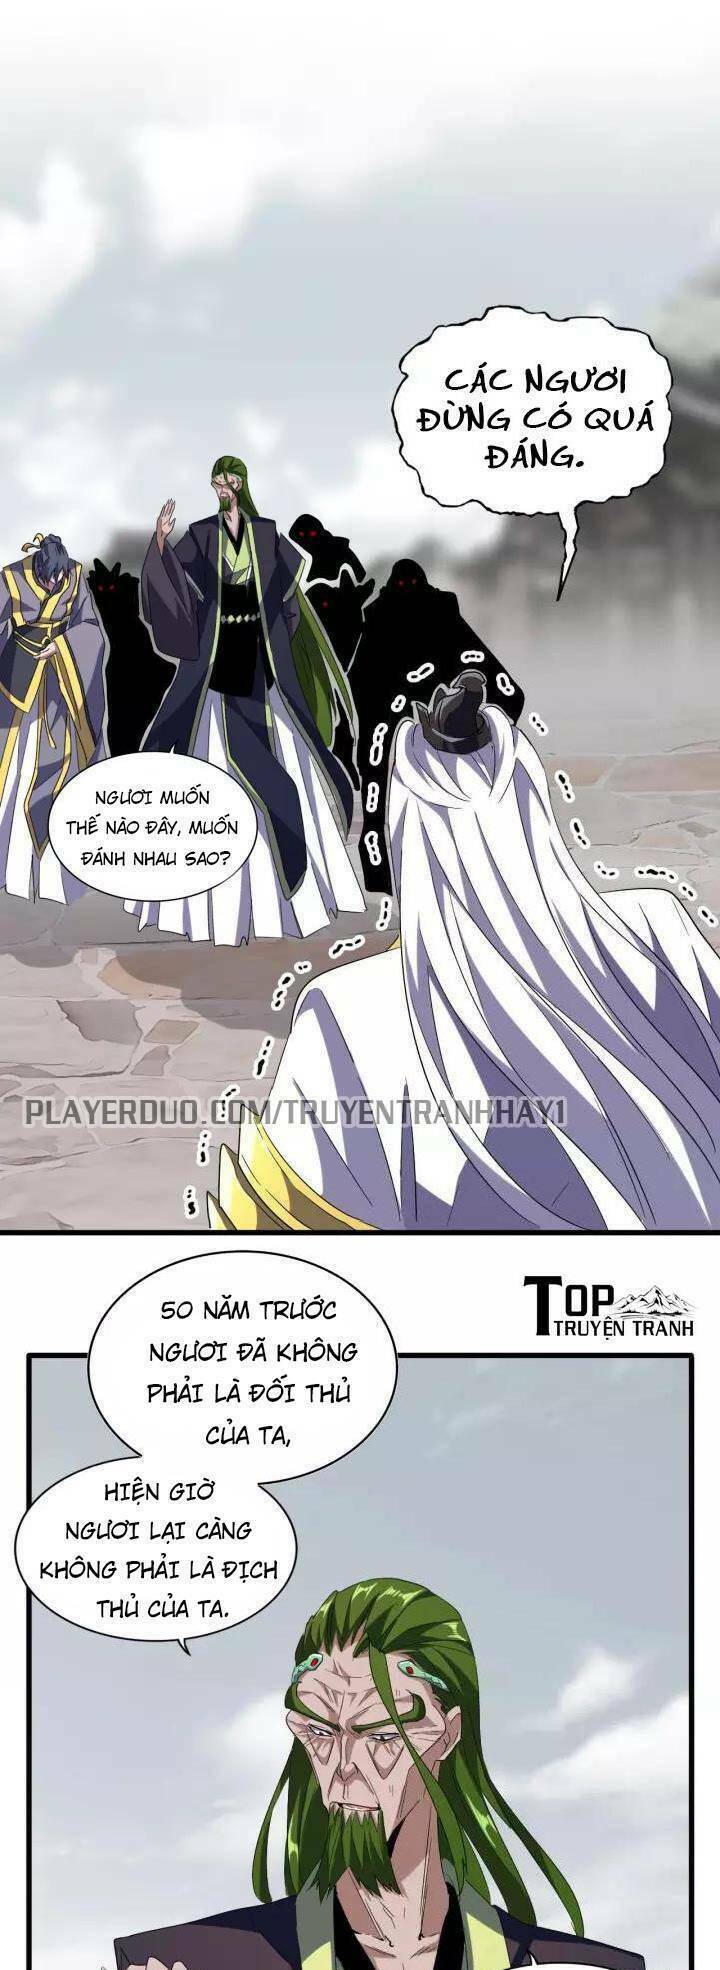 CÁC NGƯƠI
ĐỪNG CÓ QUÁ
ĐÁNG.
NGƯƠI MUỐN
THẾ NÀO ĐÂY, MUỐN
ĐÁNH NHAU SAO?
PLAYERDUO.COM/TRUYENTRANHHAY1
TOP
TRUYỆN TRANH
50 NĂM TRƯỚC
NGƯƠI ĐÃ KHÔNG
PHẢI LÀ ĐỐI THỦ
CỦA TA,
HIỆN GIỜ
NGƯƠI LẠI CÀNG
KHÔNG PHẢI LÀ ĐỊCH
THỦ CỦA TA.